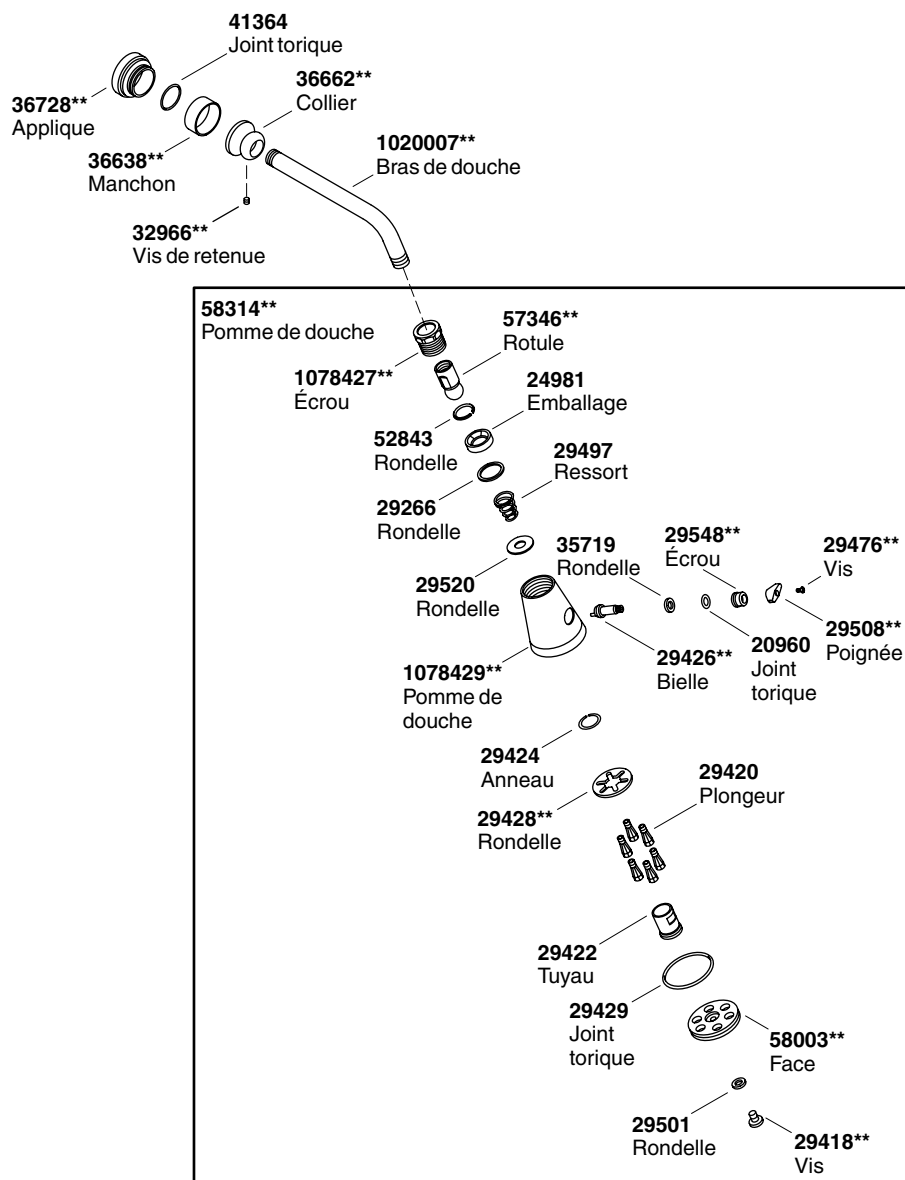 41364
Joint torique
36662**
Collier
36728**
Applique
1020007**
Bras de douche
36638**
Manchon
32966**
Vis de retenue
58314**
Pomme de douche
57346**
Rotule
1078427**
Écrou
24981
Emballage
52843
Rondelle
29497
Ressort
29266
Rondelle
29548**
Écrou
35719
Rondelle
29476**
Vis
29520
Rondelle
29508**
Poignée
20960
Joint
torique
29426**
Bielle
1078429**
Pomme de
douche
29424
Anneau
29420
Plongeur
29428**
Rondelle
29422
Tuyau
29429
Joint
torique
58003**
Face
29501
Rondelle
29418**
Vis